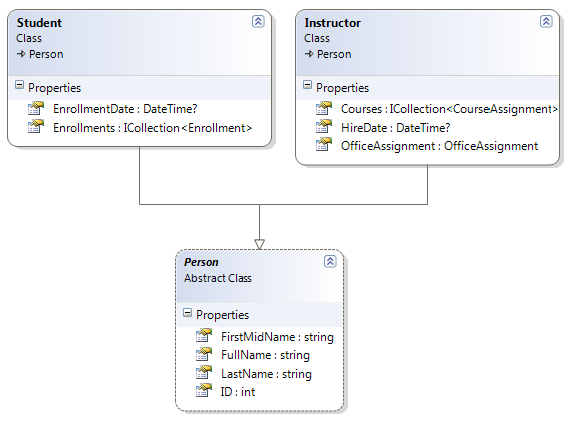 Student
Class
Person
Properties
EnrollmentDate : DateTime?
Enrollments : ICollection<Enrollment>
Instructor
Class
Person
Properties
Courses : ICollection<CourseAssignment>
HireDate : DateTime?
OfficeAssignment : OfficeAssignment
Person
Abstract Class
Properties
FirstMidName : string
FullName : string
LastName : string
ID : int